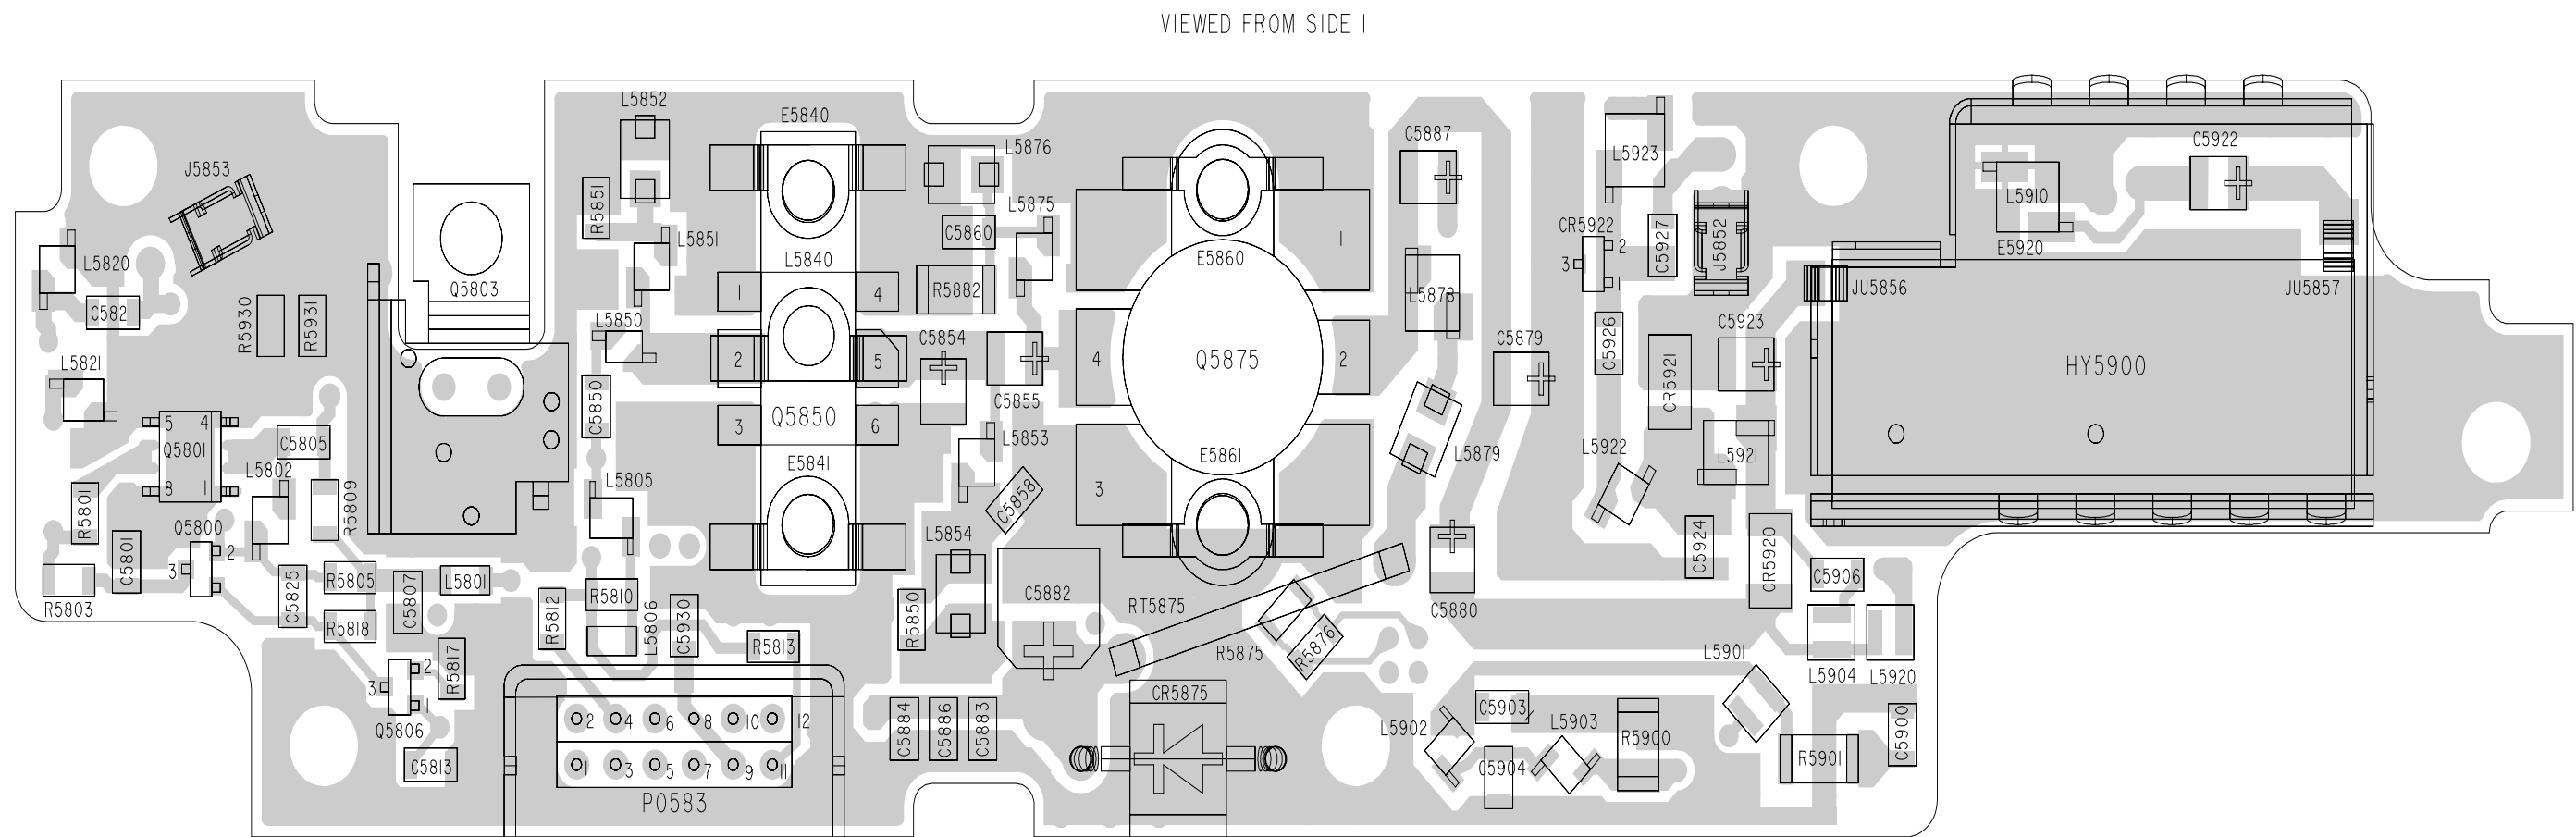 VIEWED FROM SIDE 1
L5852
E5840
L5876
C5887
L5923
C5922
J5853
R5851
L5851
C5860
L5875
1
CR5922
2
3
1
C5927
J5852
L5910
E5920
L5820
Q5803
L5840
E5860
C5821
R5930
R5931
1
4
R5882
L5878
JU5856
JU5857
L5850
C5854
C5879
C5926
C5923
L5821
2
5
4
Q5875
2
HY5900
C5850
C5855
CR5921
5
4
Q5801
8
1
C5805
3
Q5850
6
L5853
L5802
L5805
E5841
E5861
L5879
L5922
L5921
R5801
R5809
C5858
3
Q5800
2
3
1
C5801
L5854
C5924
CR5920
R5803
C5825
R5805
C5807
L5801
R5810
C5882
RT5875
C5880
C5906
R5818
R5812
L5806
C5930
R5850
R5813
R5875
R5876
L5901
L5904
L5920
2
3
1
Q5806
R5817
CR5875
C5903
L5902
L5903
R5900
C5900
2
4
6
8
10
12
C5884
C5886
C5883
C5813
1
3
5
7
9
11
C5904
R5901
P0583